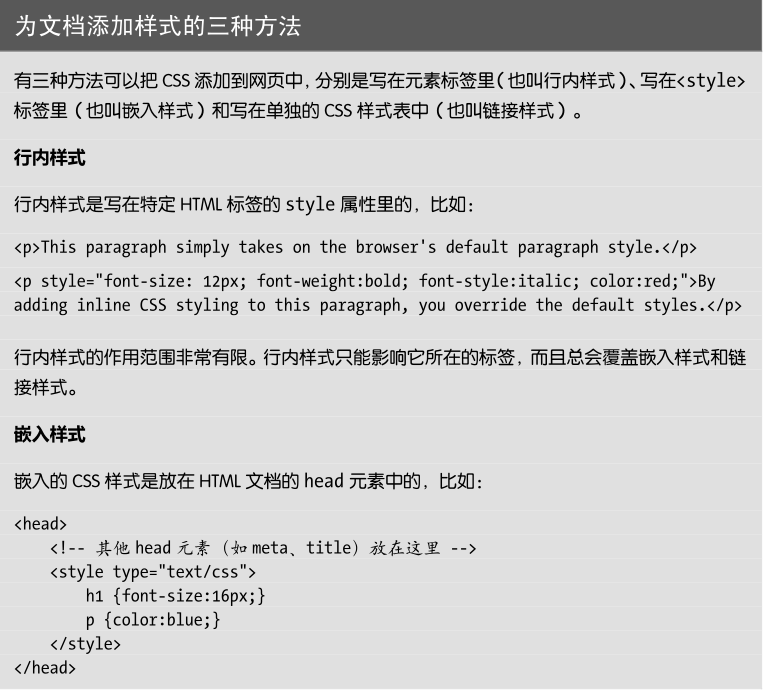 为文档添加样式的三种方法
有三种方法可以把 CSS 添加到网页中，分别是写在元素标签里（也叫行内样式）、写在<style>
标签里（也叫嵌入样式）和写在单独的 CSS 样式表中（也叫链接样式）。
行内样式
行内样式是写在特定 HTML 标签的 style 属性里的，比如：
<p>This paragraph simply takes on the browser's default paragraph style.</p>
<p style="font-size: 12px; font-weight:bold; font-style:italic; color:red;">By
adding inline CSS styling to this paragraph, you override the default styles.</p>
行内样式的作用范围非常有限。行内样式只能影响它所在的标签，而且总会覆盖嵌入样式和链
接样式。
嵌入样式
嵌入的 CSS 样式是放在 HTML 文档的 head 元素中的，比如：
<head>
    <!-- 其他 head 元素（如 meta、title）放在这里 -->
    <style type="text/css">
        h1 {font-size:16px;}
        p {color:blue;}
    </style>
</head>